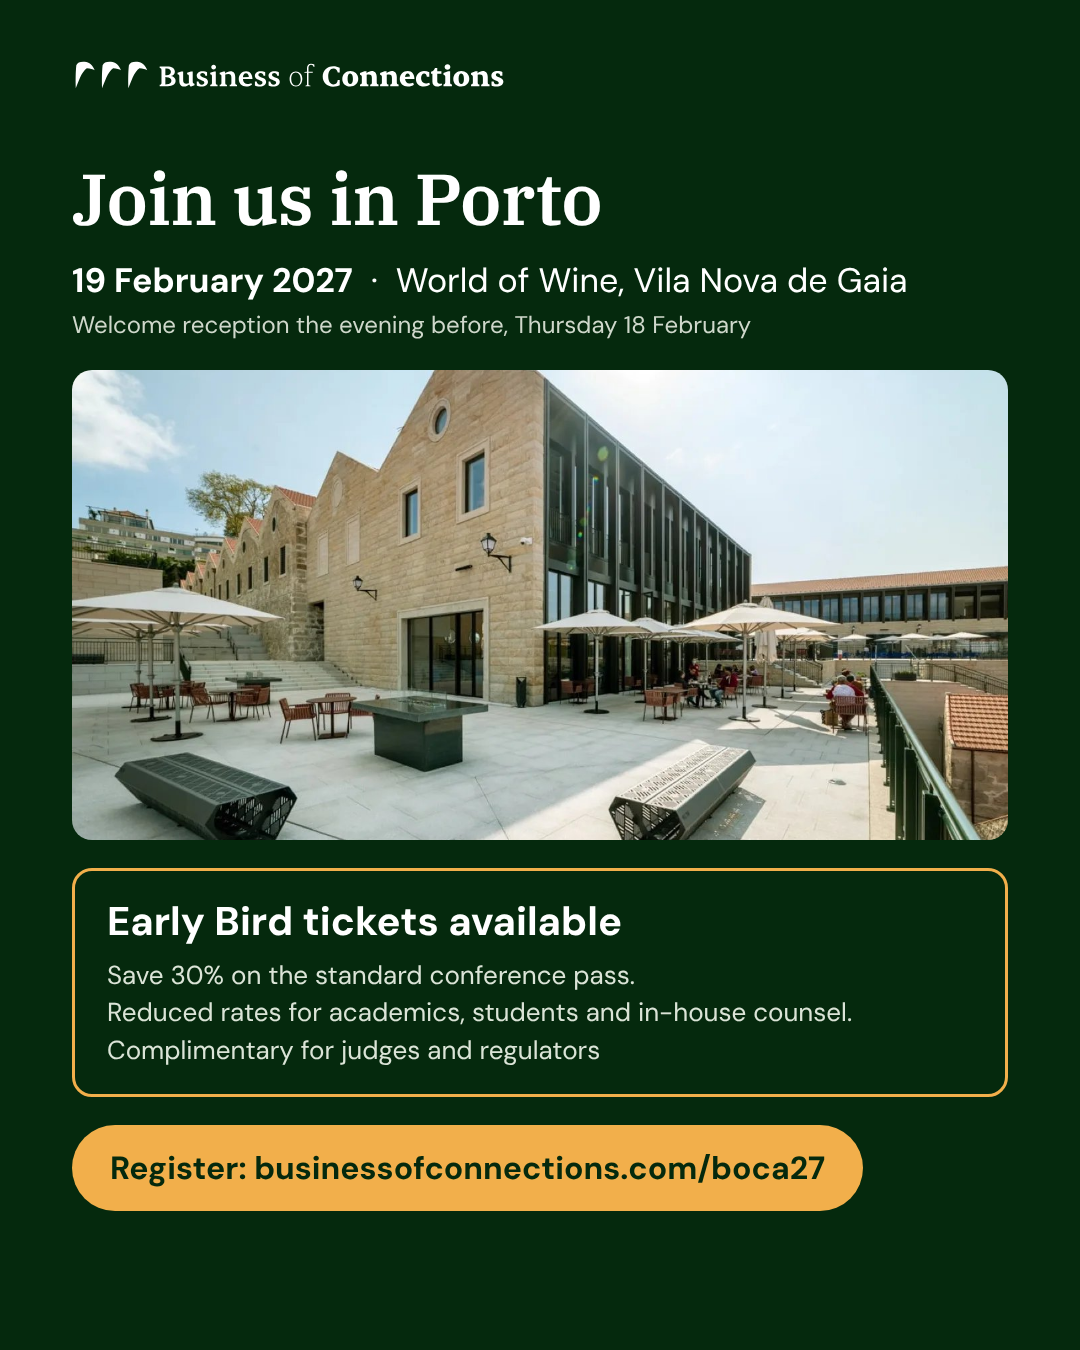 Business of Connections
Join us in Porto
19 February 2027 · World of Wine, Vila Nova de Gaia
Welcome reception the evening before, Thursday 18 February
Early Bird tickets available
Save 30% on the standard conference pass.
Reduced rates for academics, students and in-house counsel.
Complimentary for judges and regulators
Register: businessofconnections.com/boca27